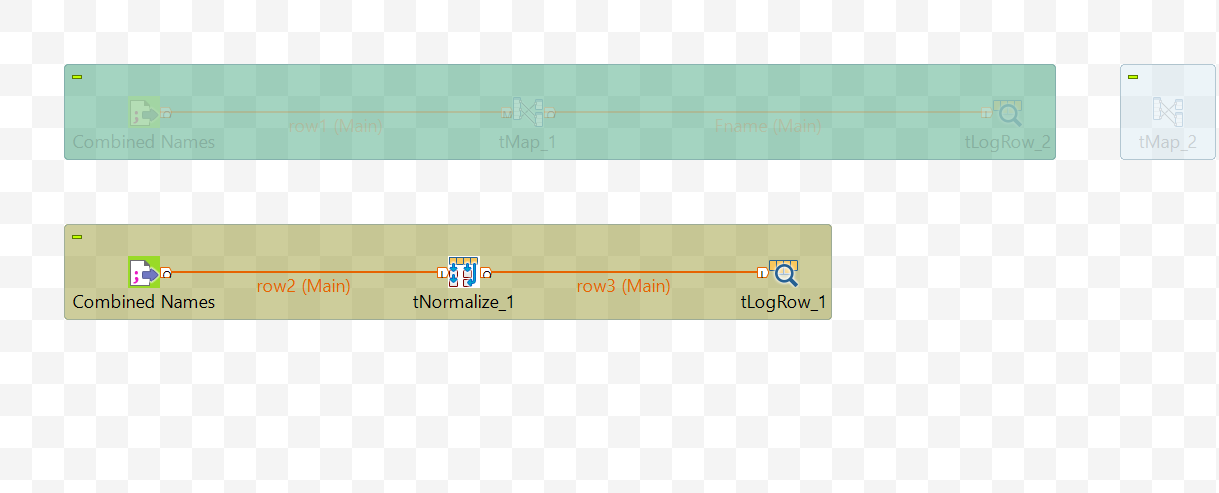 row1 (Main)
Fname (Main)
Combined Names
tMap_1
tLogRow_2
tMap_2
row2 (Main)
row3 (Main)
Combined Names
tNormalize_1
tLogRow_1